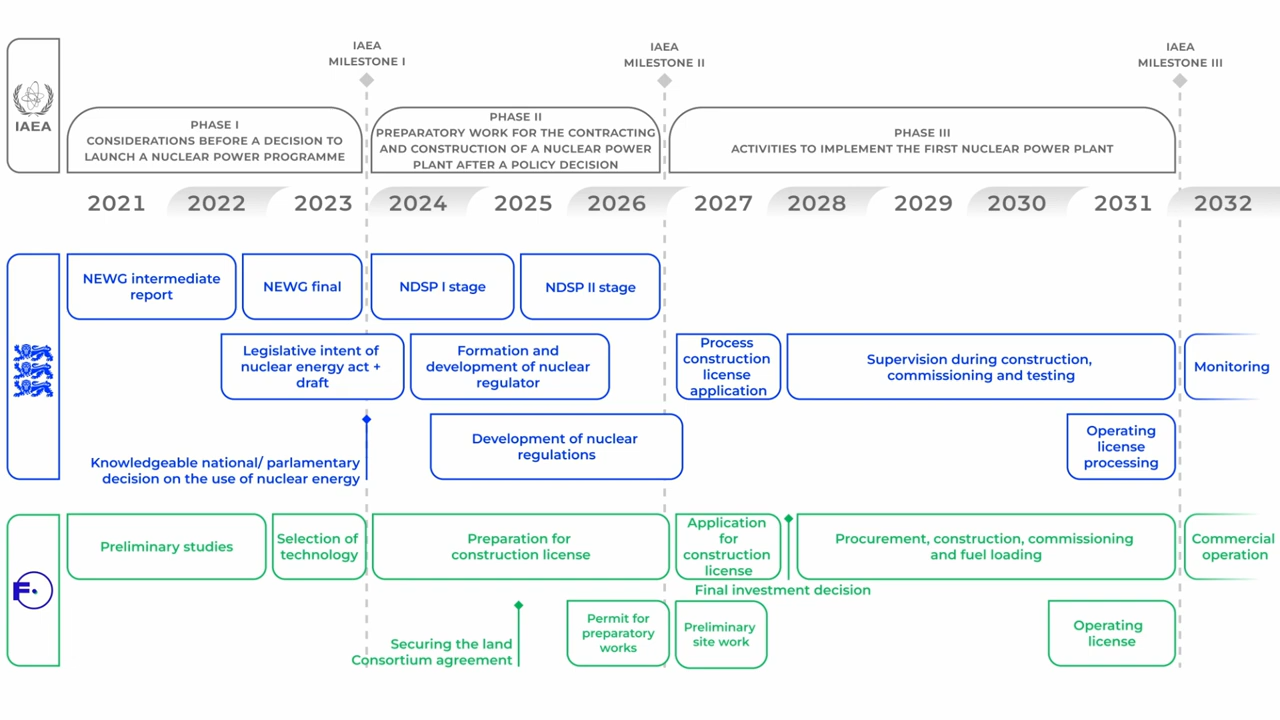 IAEA
MILESTONE I
IAEA
MILESTONE II
IAEA
MILESTONE III
IAEA
PHASE I
CONSIDERATIONS BEFORE A DECISION TO
LAUNCH A NUCLEAR POWER PROGRAMME
PHASE II
PREPARATORY WORK FOR THE CONTRACTING
AND CONSTRUCTION OF A NUCLEAR POWER
PLANT AFTER A POLICY DECISION
PHASE III
ACTIVITIES TO IMPLEMENT THE FIRST NUCLEAR POWER PLANT
2021 2022 2023 2024 2025 2026 2027 2028 2029 2030 2031 2032
NEWG intermediate
report
NEWG final
NDSP I stage
NDSP II stage
Legislative intent of
nuclear energy act +
draft
Formation and
development of nuclear
regulator
Process
construction
license
application
Supervision during construction,
commissioning and testing
Monitoring
Knowledgeable national/ parlamentary
decision on the use of nuclear energy
Development of nuclear
regulations
Operating
license
processing
Preliminary studies
Selection of
technology
Preparation for
construction license
Application
for
construction
license
Procurement, construction, commissioning
and fuel loading
Commercial
operation
Final investment decision
F
Securing the land
Consortium agreement
Permit for
preparatory
works
Preliminary
site work
Operating
license